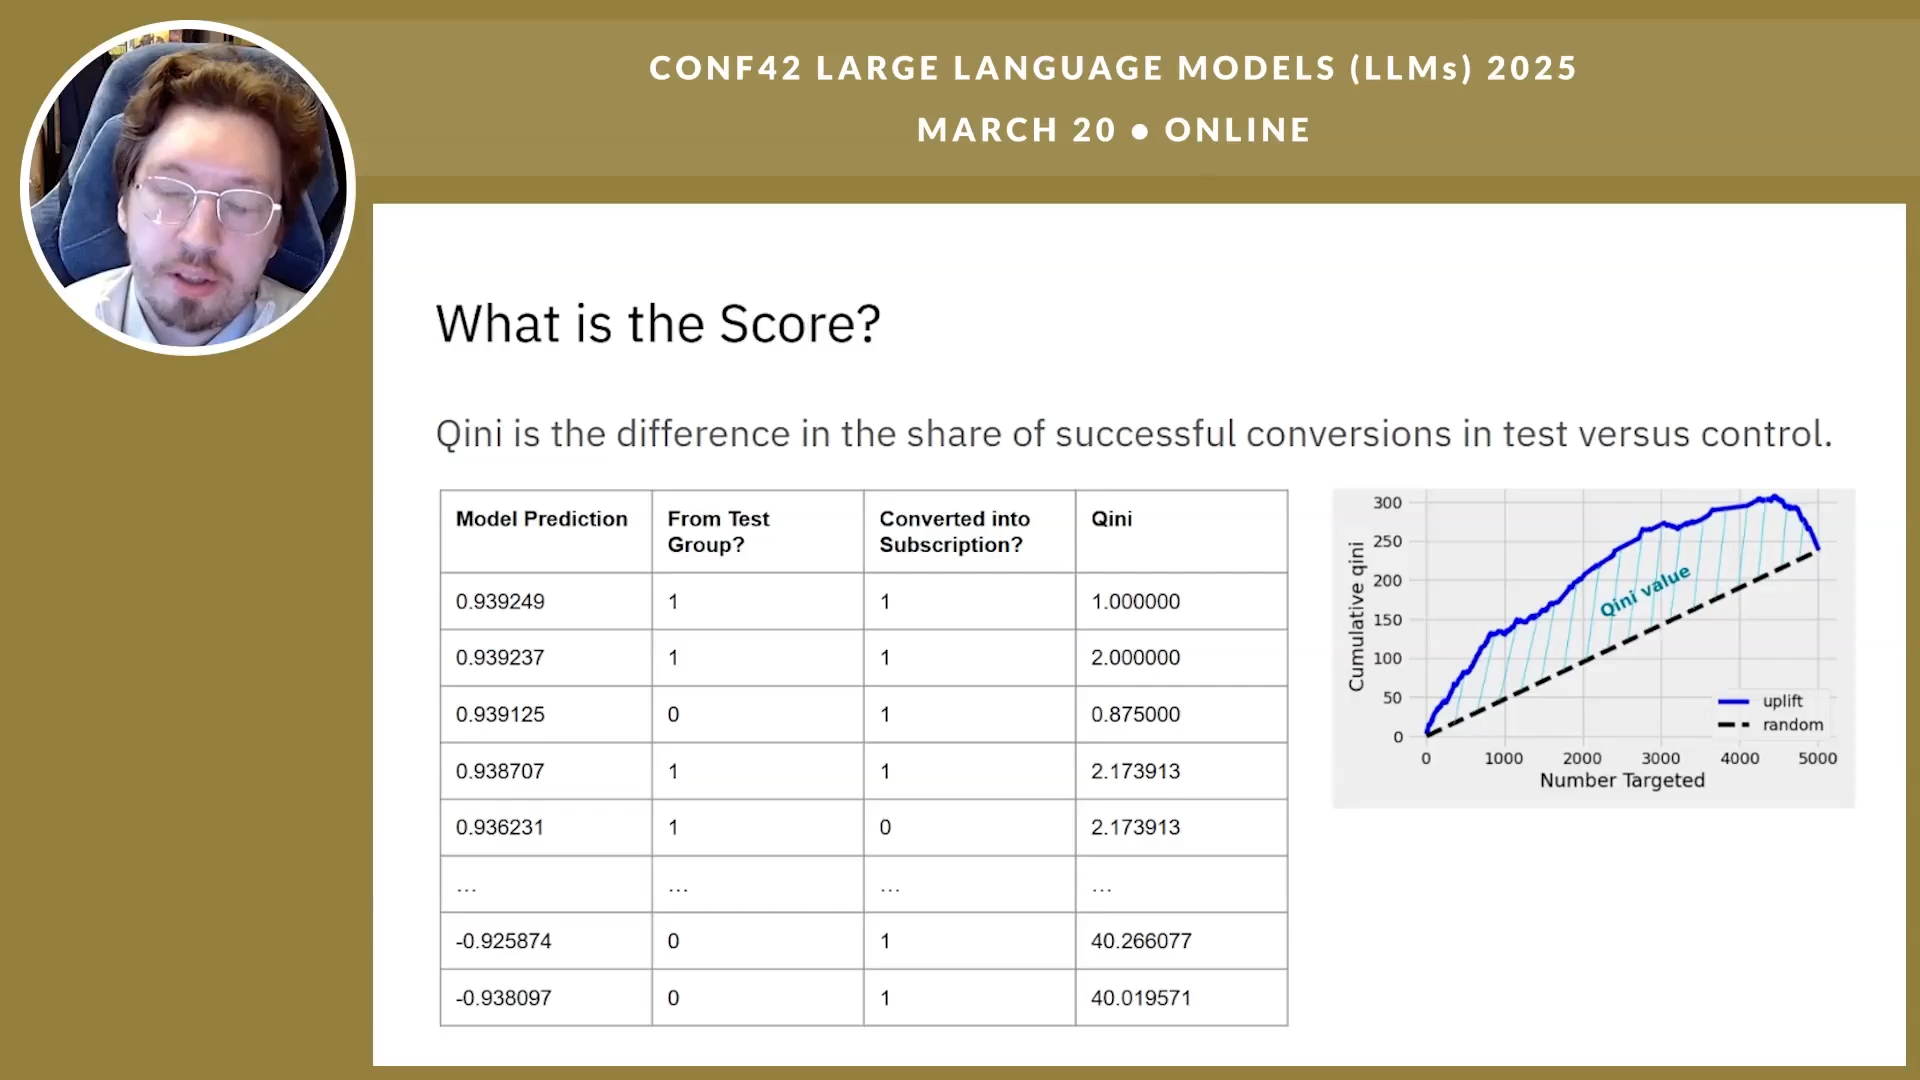 CONF42 LARGE LANGUAGE MODELS (LLMs) 2025
MARCH 20 ● ONLINE
What is the Score?
Qini is the difference in the share of successful conversions in test versus control.
Model Prediction | From Test Group? | Converted into Subscription? | Qini
0.939249 | 1 | 1 | 1.000000
0.939237 | 1 | 1 | 2.000000
0.939125 | 0 | 1 | 0.875000
0.938707 | 1 | 1 | 2.173913
0.936231 | 1 | 0 | 2.173913
... | ... | ... | ...
-0.925874 | 0 | 1 | 40.266077
-0.938097 | 0 | 1 | 40.019571
Cumulative qini
300
250
200
150
100
50
0
Qini value
uplift
random
0 1000 2000 3000 4000 5000
Number Targeted